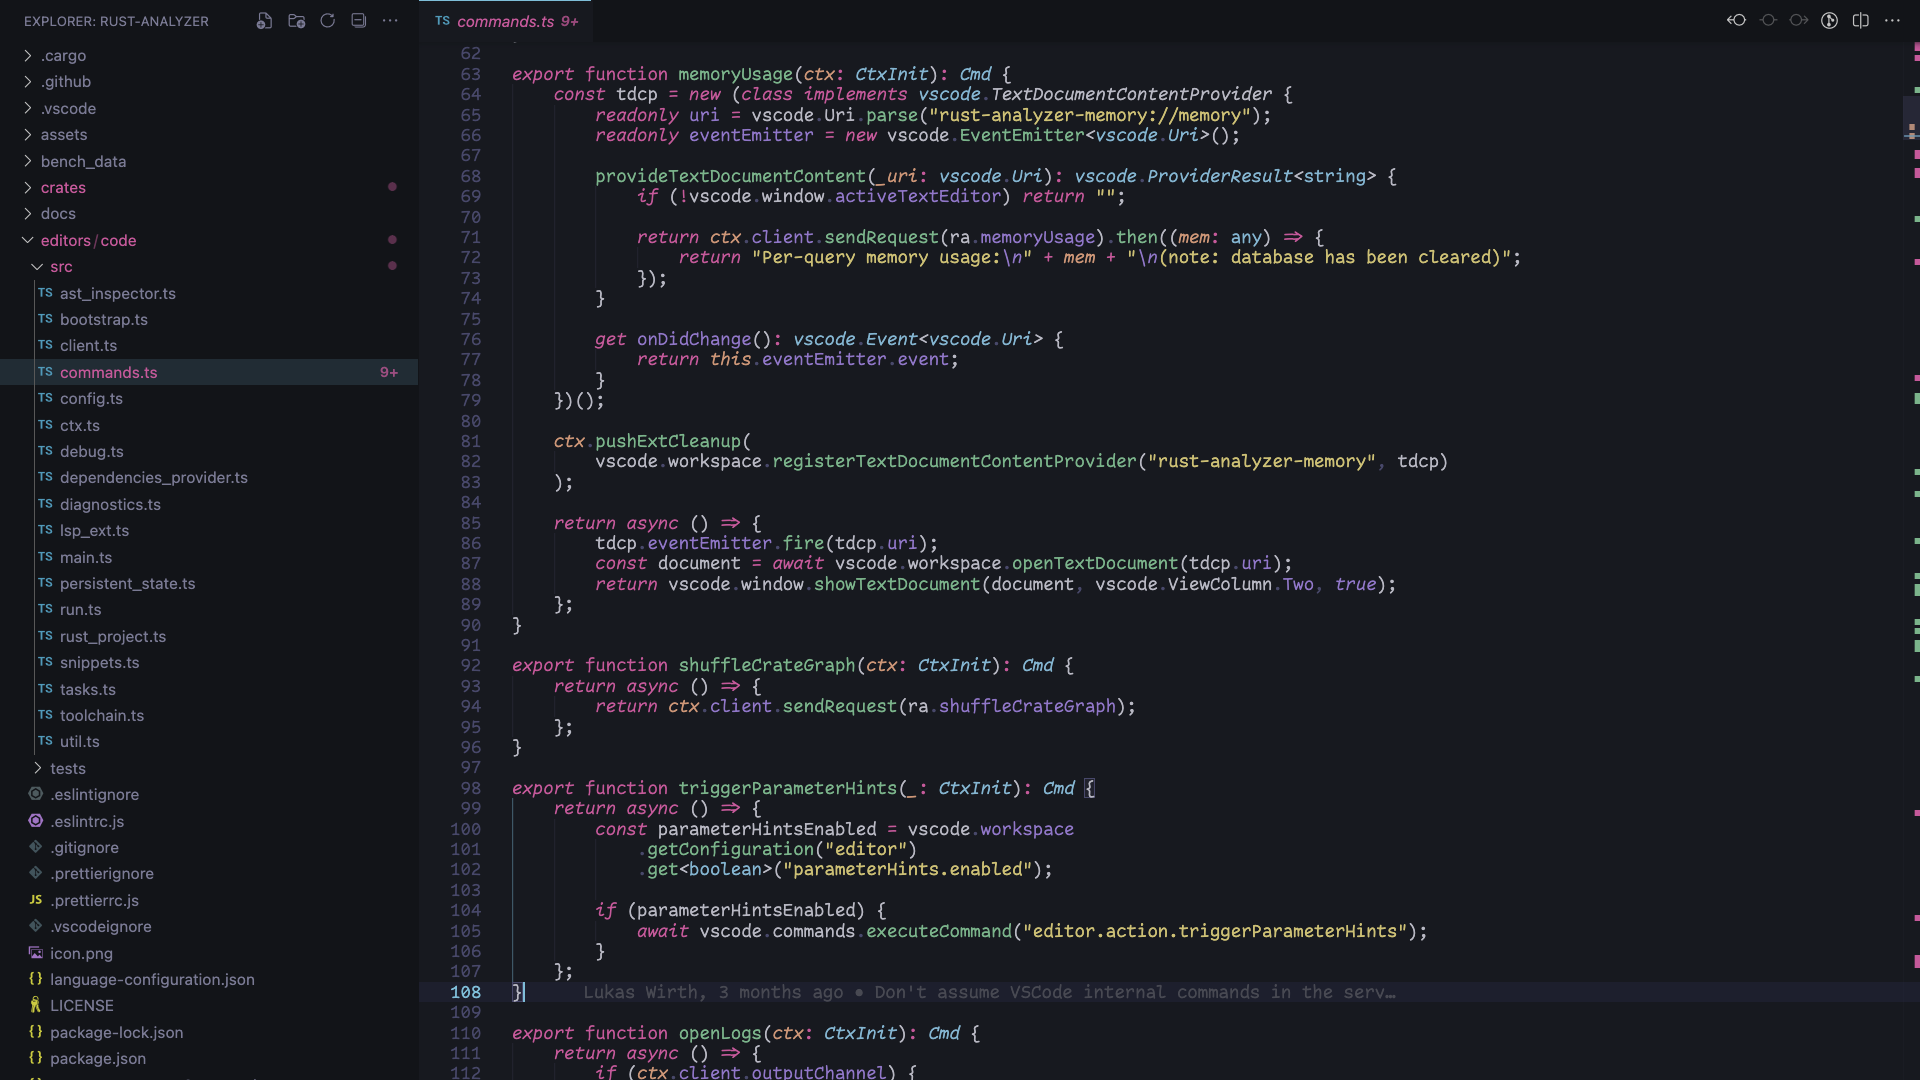 EXPLORER: RUST-ANALYZER
.cargo
.github
.vscode
assets
bench_data
crates
docs
editors/code
src
TS ast_inspector.ts
TS bootstrap.ts
TS client.ts
TS commands.ts 9+
TS config.ts
TS ctx.ts
TS debug.ts
TS dependencies_provider.ts
TS diagnostics.ts
TS lsp_ext.ts
TS main.ts
TS persistent_state.ts
TS run.ts
TS rust_project.ts
TS snippets.ts
TS tasks.ts
TS toolchain.ts
TS util.ts
tests
.eslintignore
.eslintrc.js
.gitignore
.prettierignore
JS .prettierrc.js
.vscodeignore
icon.png
{} language-configuration.json
LICENSE
{} package-lock.json
{} package.json
TS commands.ts 9+
62
63 export function memoryUsage(ctx: CtxInit): Cmd {
64 const tdcp = new (class implements vscode.TextDocumentContentProvider {
65 readonly uri = vscode.Uri.parse("rust-analyzer-memory://memory");
66 readonly eventEmitter = new vscode.EventEmitter<vscode.Uri>();
67
68 provideTextDocumentContent(_uri: vscode.Uri): vscode.ProviderResult<string> {
69 if (!vscode.window.activeTextEditor) return "";
70
71 return ctx.client.sendRequest(ra.memoryUsage).then((mem: any) => {
72 return "Per-query memory usage:\n" + mem + "\n(note: database has been cleared)";
73 });
74 }
75
76 get onDidChange(): vscode.Event<vscode.Uri> {
77 return this.eventEmitter.event;
78 }
79 })();
80
81 ctx.pushExtCleanup(
82 vscode.workspace.registerTextDocumentContentProvider("rust-analyzer-memory", tdcp)
83 );
84
85 return async () => {
86 tdcp.eventEmitter.fire(tdcp.uri);
87 const document = await vscode.workspace.openTextDocument(tdcp.uri);
88 return vscode.window.showTextDocument(document, vscode.ViewColumn.Two, true);
89 };
90 }
91
92 export function shuffleCrateGraph(ctx: CtxInit): Cmd {
93 return async () => {
94 return ctx.client.sendRequest(ra.shuffleCrateGraph);
95 };
96 }
97
98 export function triggerParameterHints(_: CtxInit): Cmd {
99 return async () => {
100 const parameterHintsEnabled = vscode.workspace
101 .getConfiguration("editor")
102 .get<boolean>("parameterHints.enabled");
103
104 if (parameterHintsEnabled) {
105 await vscode.commands.executeCommand("editor.action.triggerParameterHints");
106 }
107 };
108 } Lukas Wirth, 3 months ago • Don't assume VSCode internal commands in the serv…
109
110 export function openLogs(ctx: CtxInit): Cmd {
111 return async () => {
112 if (ctx.client.outputChannel) {